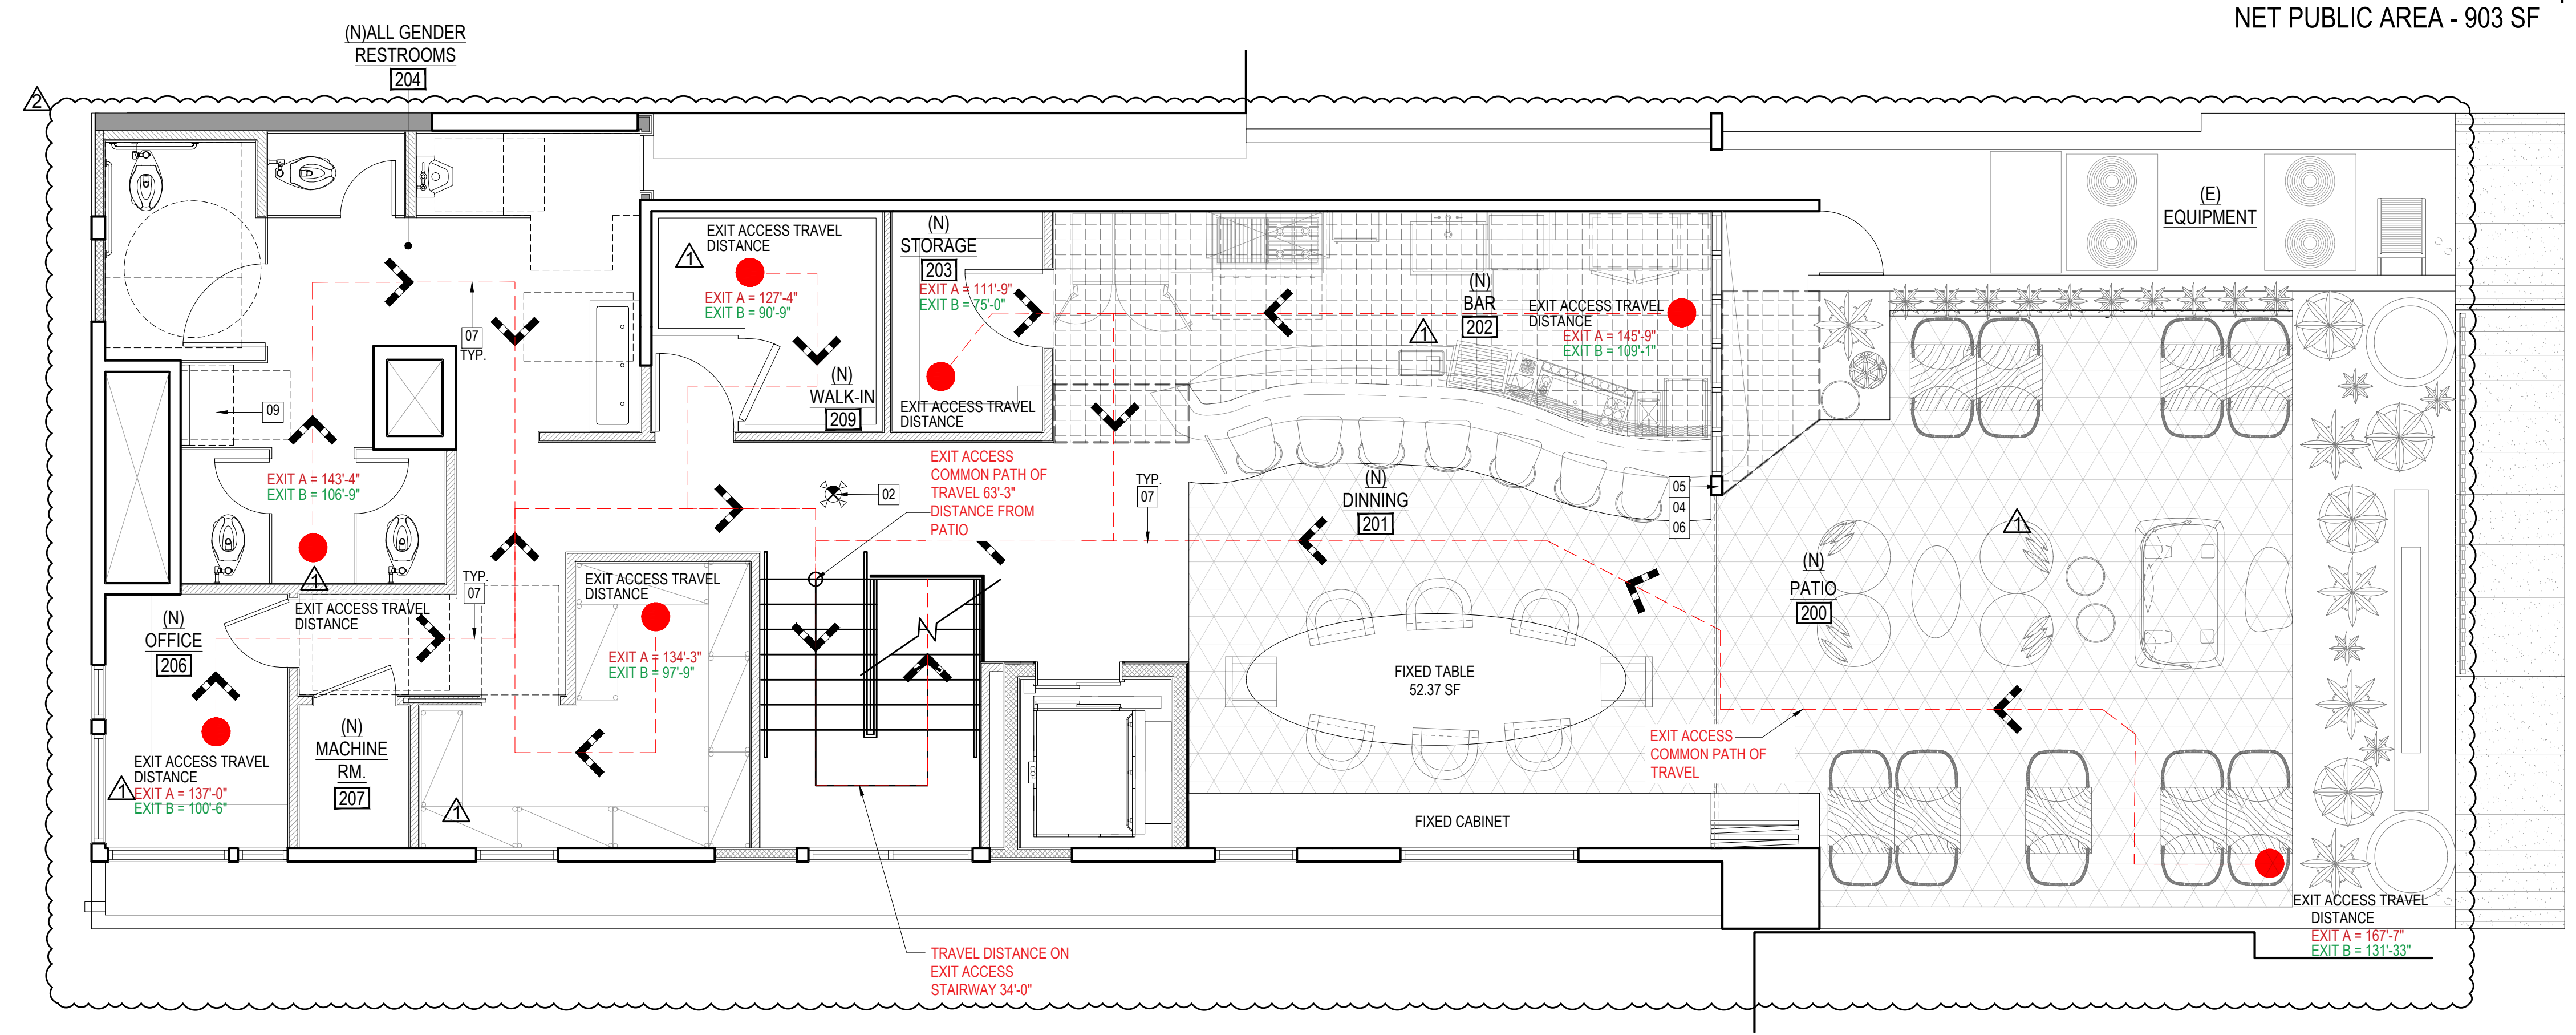 NET PUBLIC AREA - 903 SF
(N)ALL GENDER
RESTROOMS
204
2
EXIT ACCESS TRAVEL
DISTANCE
1
EXIT A = 127'-4"
EXIT B = 90'-9"
(N)
WALK-IN
209
(N)
STORAGE
203
EXIT A = 111'-9"
EXIT B = 75'-0"
EXIT ACCESS TRAVEL
DISTANCE
(N)
BAR
202
1
EXIT ACCESS TRAVEL
DISTANCE
EXIT A = 145'-9"
EXIT B = 109'-1"
(E)
EQUIPMENT
07
TYP.
09
EXIT A = 143'-4"
EXIT B = 106'-9"
1
EXIT ACCESS TRAVEL
DISTANCE
EXIT ACCESS
COMMON PATH OF
TRAVEL 63'-3"
DISTANCE FROM
PATIO
02
TYP.
07
(N)
DINNING
201
05
04
06
1
(N)
PATIO
200
(N)
OFFICE
206
TYP.
07
EXIT ACCESS TRAVEL
DISTANCE
EXIT A = 134'-3"
EXIT B = 97'-9"
FIXED TABLE
52.37 SF
EXIT ACCESS
COMMON PATH OF
TRAVEL
(N)
MACHINE
RM.
207
EXIT ACCESS TRAVEL
DISTANCE
1
EXIT A = 137'-0"
EXIT B = 100'-6"
1
FIXED CABINET
EXIT ACCESS TRAVEL
DISTANCE
EXIT A = 167'-7"
EXIT B = 131'-33"
TRAVEL DISTANCE ON
EXIT ACCESS
STAIRWAY 34'-0"